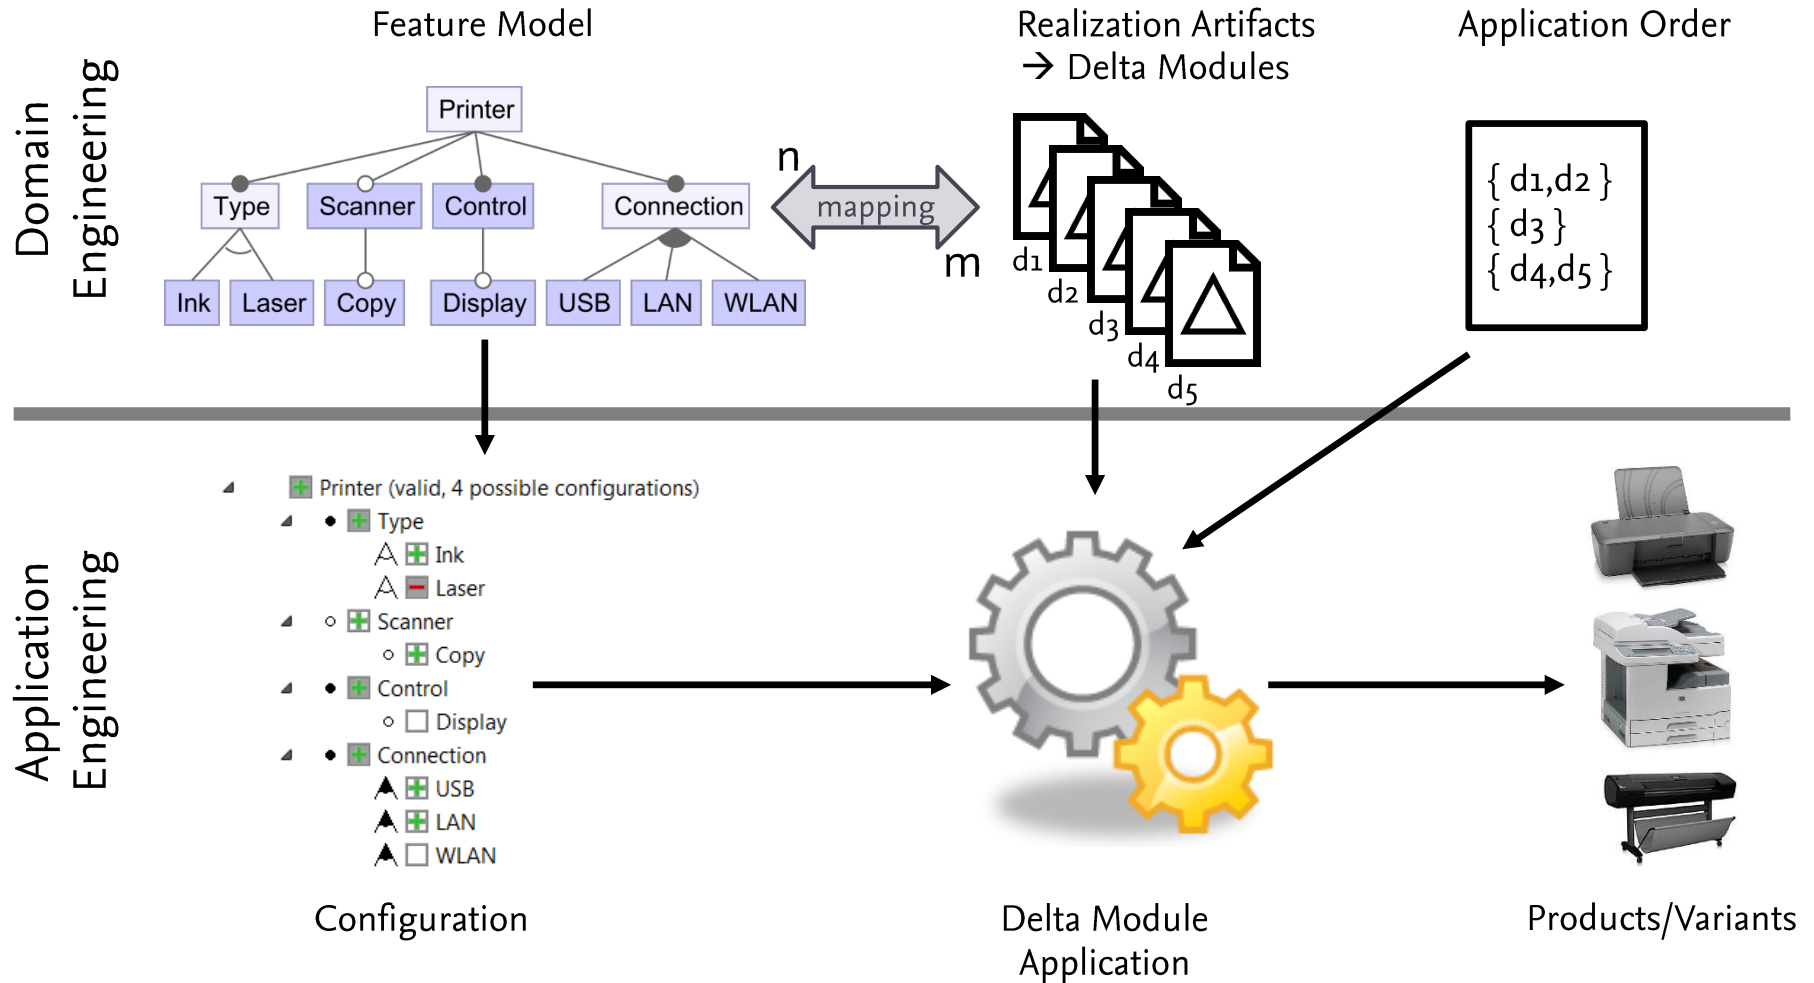 Feature Model
Realization Artifacts
→ Delta Modules
Application Order
Domain
Engineering
Printer
Type
Scanner
Control
Connection
Ink
Laser
Copy
Display
USB
LAN
WLAN
n
mapping
m
d1
d2
d3
d4
d5
{ d1,d2 }
{ d3 }
{ d4,d5 }
Application
Engineering
Printer (valid, 4 possible configurations)
Type
Ink
Laser
Scanner
Copy
Control
Display
Connection
USB
LAN
WLAN
Configuration
Delta Module
Application
Products/Variants